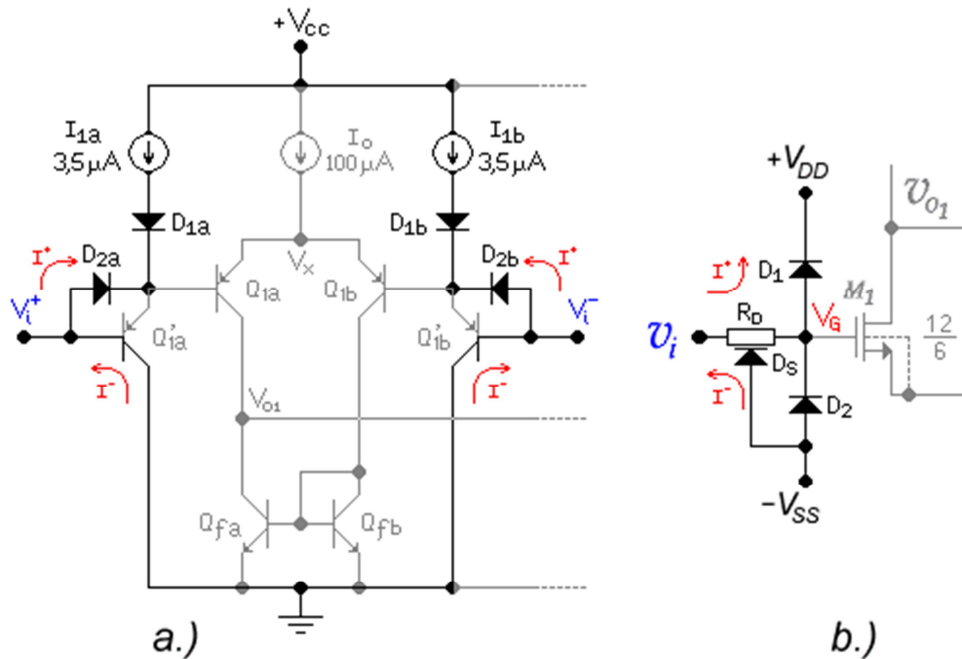 +Vcc
I1a
3,5µA
Io
100µA
I1b
3,5µA
D1a
D1b
I+
D2a
Vx
D2b
I+
Vi+
Q1a
Q1b
Vi-
Q'1a
Q'1b
I-
I-
Vo1
Qfa
Qfb
a.)
+VDD
vo1
I+
D1
M1
RD
VG
vi
DS
12
6
I-
D2
-VSS
b.)